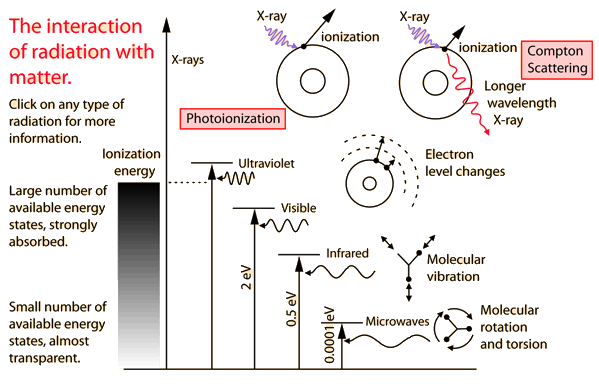 The interaction
of radiation with
matter.
Click on any type of
radiation for more
information.
Ionization
energy
Large number of
available energy
states, strongly
absorbed.
Small number of
available energy
states, almost
transparent.
X-rays
X-ray
ionization
Photoionization
X-ray
ionization
Compton
Scattering
Longer
wavelength
X-ray
Ultraviolet
Electron
level changes
Visible
2 eV
Infrared
0.5 eV
Molecular
vibration
Microwaves
0.0001 eV
Molecular
rotation
and torsion